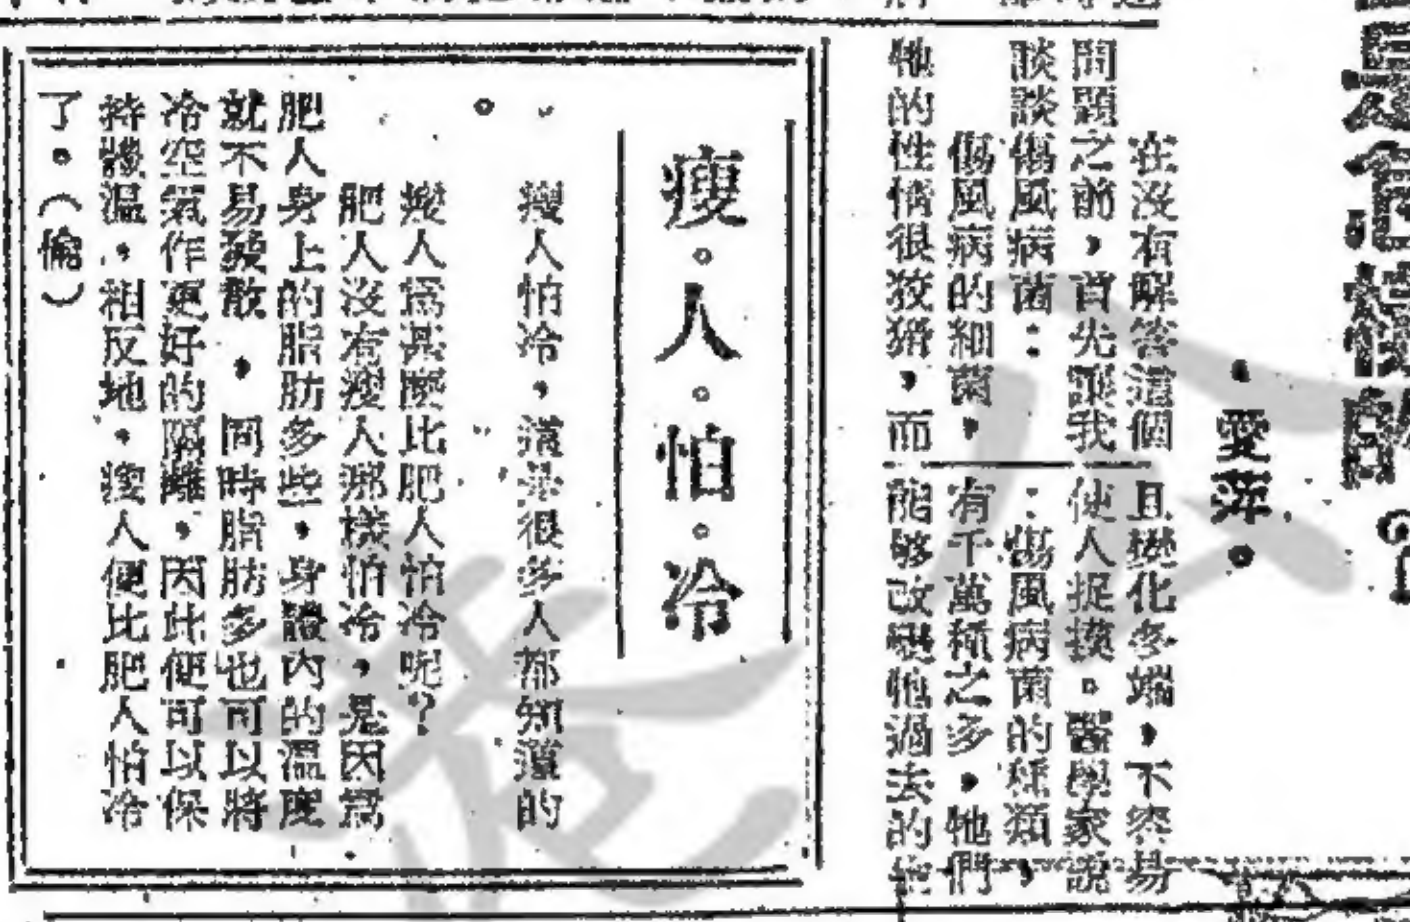 愛萍
在沒有解答這個
問題之前，首先讓我
談談傷風病菌：
傷風病的細菌，
牠的性情很狡猾，而
且變化多端，不容易
使人捉摸。醫學家說
：傷風病菌的種類，
有千萬種之多，牠們
能够改變牠過去的
瘦・人・怕・冷
瘦人怕冷，這是很多人都知道的
。
瘦人爲甚麽比肥人怕冷呢？
肥人沒有瘦人那樣怕冷，是因爲
肥人身上的脂肪多些，身體內的溫度
就不易發散，同時脂肪多也可以將
冷空氣作更好的隔離，因此便可以保
持體溫，相反地，瘦人便比肥人怕冷
了。（偷）